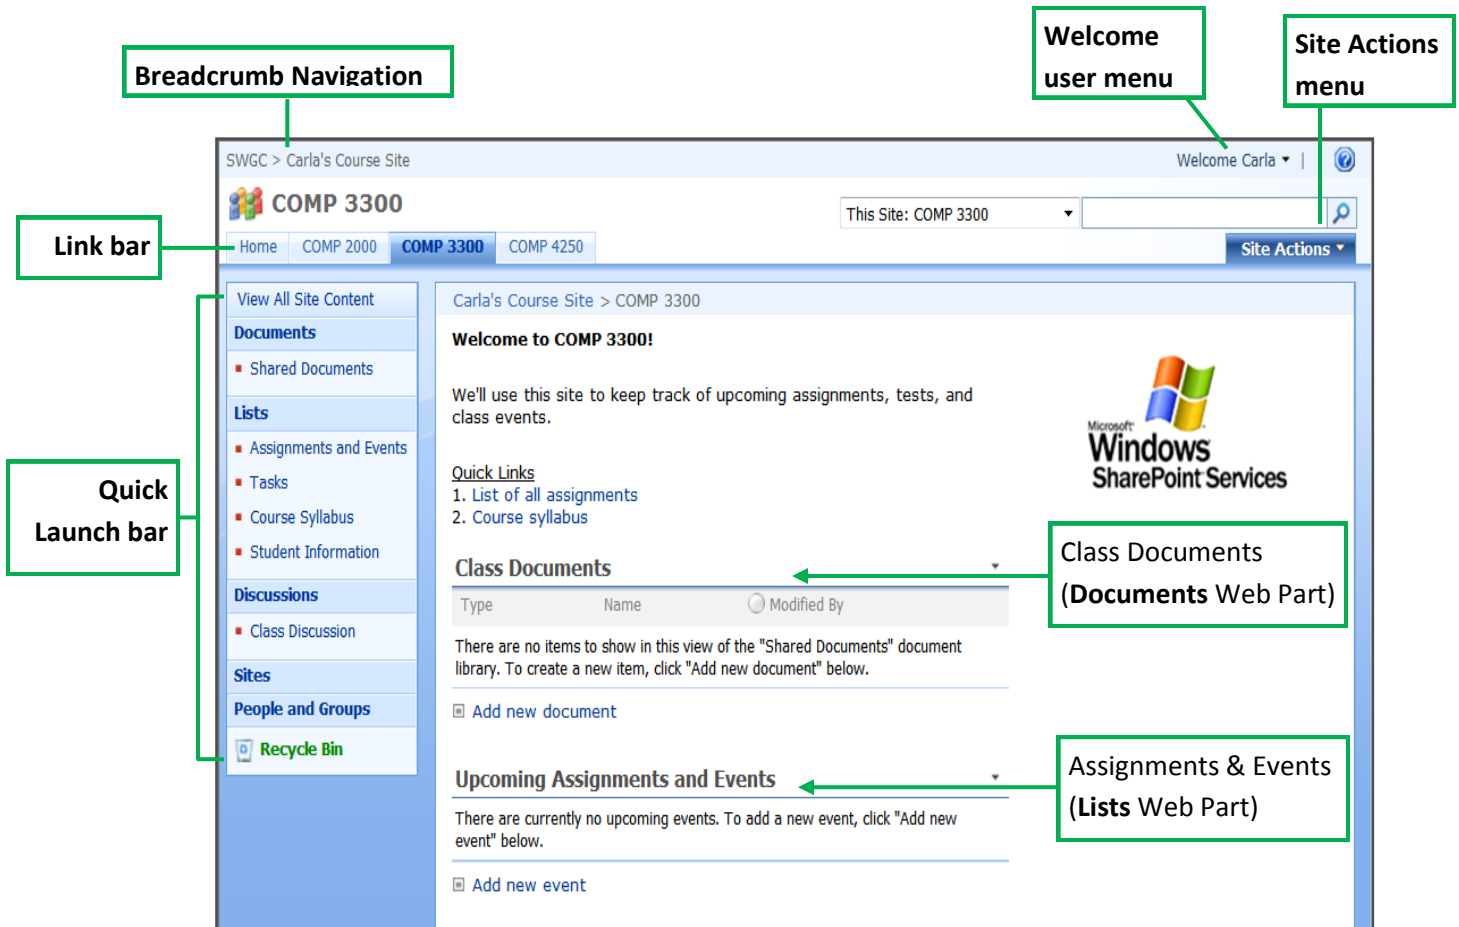 Welcome
user menu
Site Actions
menu
Breadcrumb Navigation
SWGC > Carla's Course Site
Welcome Carla
|
COMP 3300
This Site: COMP 3300
Link bar
Home
COMP 2000
COMP 3300
COMP 4250
Site Actions
View All Site Content
Documents
Shared Documents
Lists
Assignments and Events
Tasks
Course Syllabus
Student Information
Discussions
Class Discussion
Sites
People and Groups
Recycle Bin
Quick
Launch bar
Carla's Course Site > COMP 3300
Welcome to COMP 3300!
We'll use this site to keep track of upcoming assignments, tests, and
class events.
Quick Links
1. List of all assignments
2. Course syllabus
Microsoft
Windows
SharePoint Services
Class Documents
Type
Name
Modified By
There are no items to show in this view of the "Shared Documents" document
library. To create a new item, click "Add new document" below.
Add new document
Class Documents
(Documents Web Part)
Upcoming Assignments and Events
There are currently no upcoming events. To add a new event, click "Add new
event" below.
Add new event
Assignments & Events
(Lists Web Part)